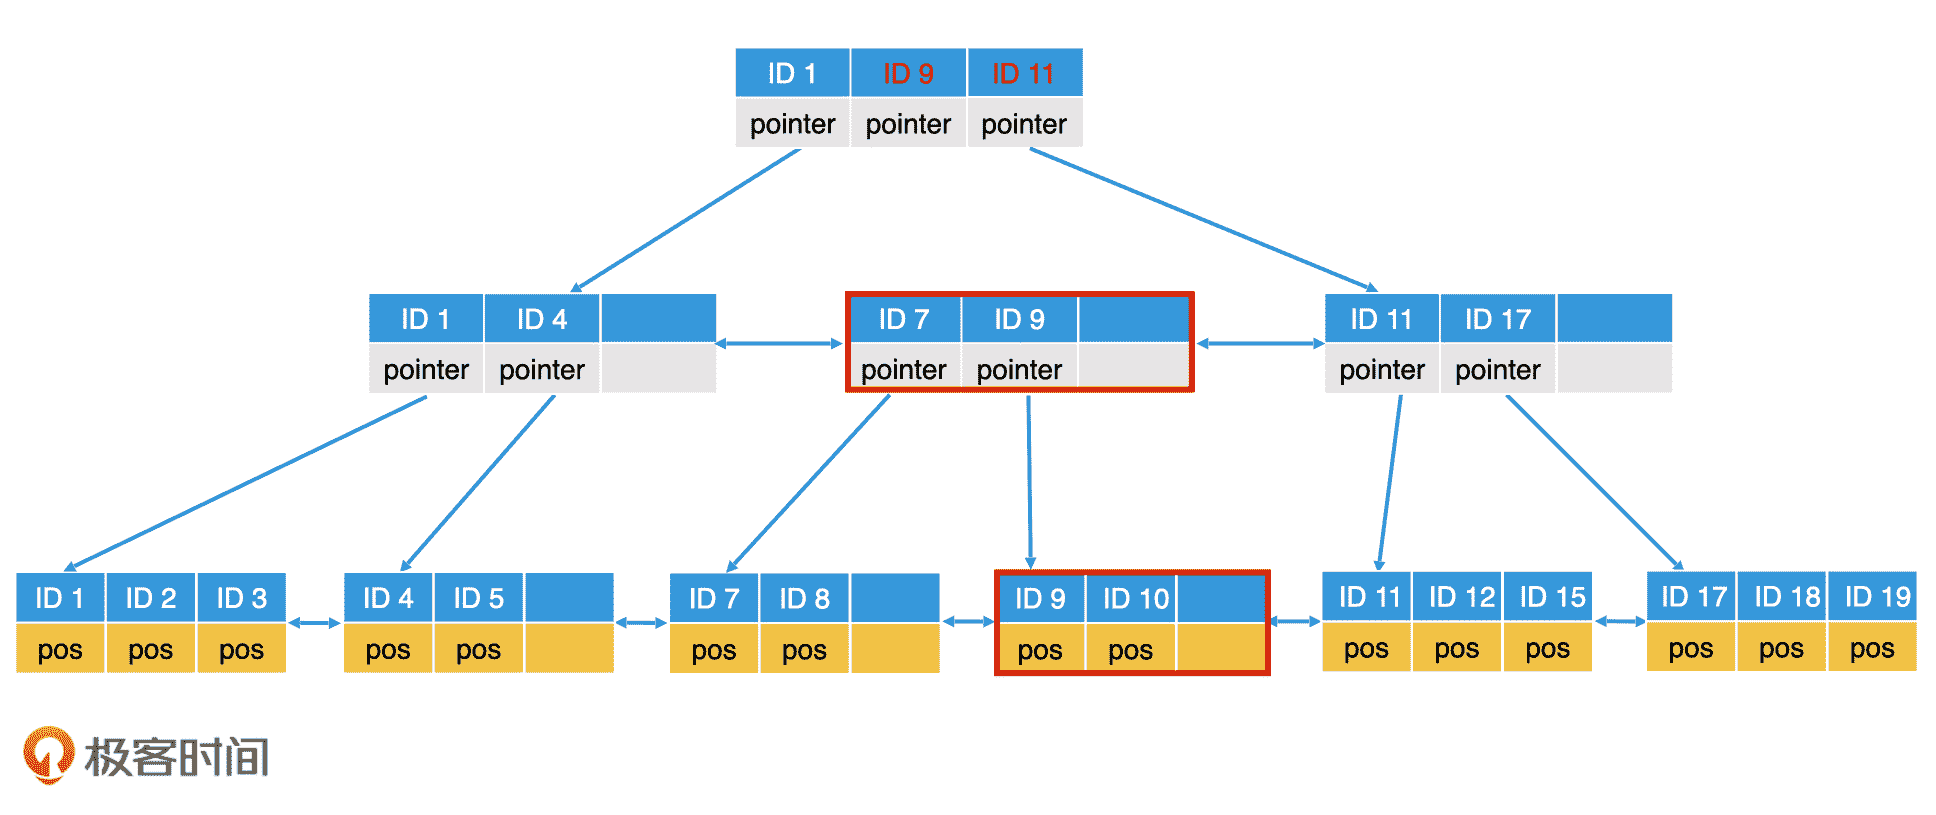 ID 1 ID 9 ID 11
pointer pointer pointer
ID 1 ID 4 ID 7 ID 9 ID 11 ID 17
pointer pointer pointer pointer pointer pointer
ID 1 ID 2 ID 3 ID 4 ID 5 ID 7 ID 8 ID 9 ID 10 ID 11 ID 12 ID 15 ID 17 ID 18 ID 19
pos pos pos pos pos pos pos pos pos pos pos pos pos pos pos
极客时间